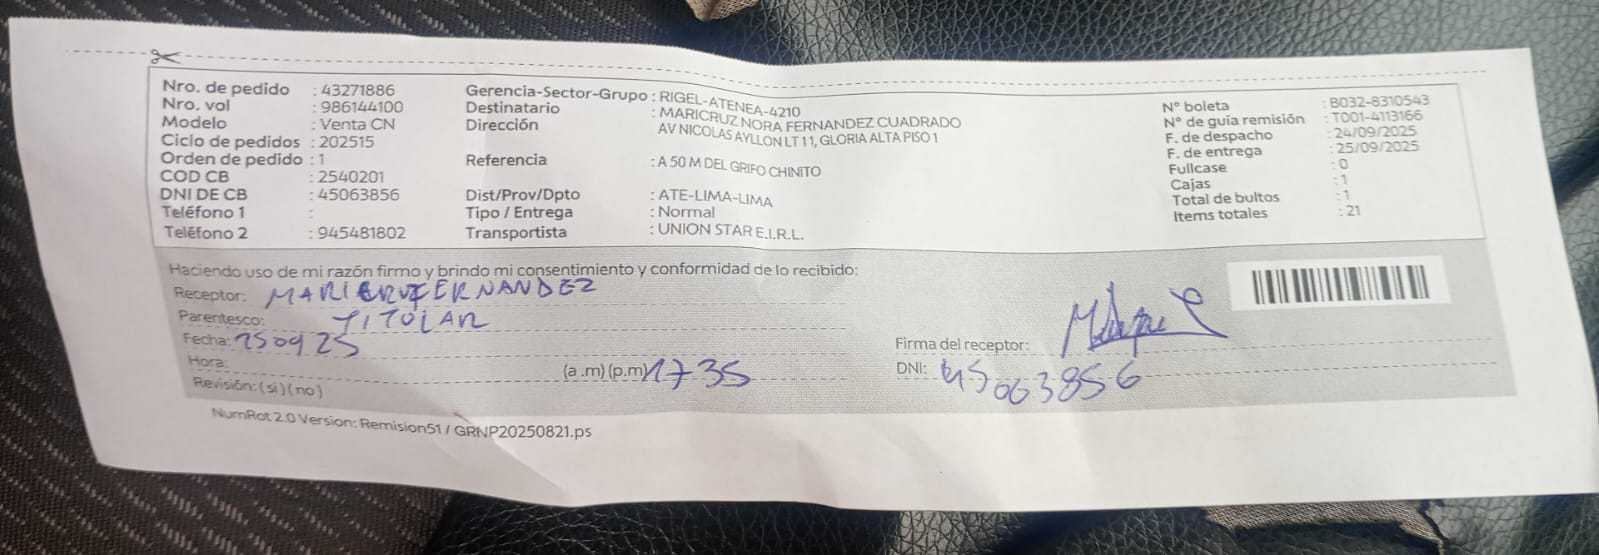 Nro. de pedido : 43271886
Nro. vol : 986144100
Modelo : Venta CN
Ciclo de pedidos : 202515
Orden de pedido : 1
COD CB : 2540201
DNI DE CB : 45063856
Teléfono 1 :
Teléfono 2 : 945481802
Gerencia-Sector-Grupo : RIGEL-ATENEA-4210
Destinatario : MARICRUZ NORA FERNANDEZ CUADRADO
Dirección AV NICOLAS AYLLON LT 11, GLORIA ALTA PISO 1
Referencia : A 50 M DEL GRIFO CHINITO
Dist/Prov/Dpto : ATE-LIMA-LIMA
Tipo / Entrega : Normal
Transportista : UNION STAR E.I.R.L.
N° boleta : B032-8310543
N° de guía remisión : T001-4113166
F. de despacho : 24/09/2025
F. de entrega : 25/09/2025
Fullcase : 0
Cajas : 1
Total de bultos : 1
Items totales : 21
Haciendo uso de mi razón firmo y brindo mi consentimiento y conformidad de lo recibido:
Receptor: MARICRUZ FERNANDEZ
Parentesco: TITULAR
Fecha: 250925
Hora: (a .m) (p.m) 1735
Revisión: ( si ) ( no )
Firma del receptor:
DNI: 45063856
NumRot 2.0 Version: Remision51 / GRNP20250821.ps